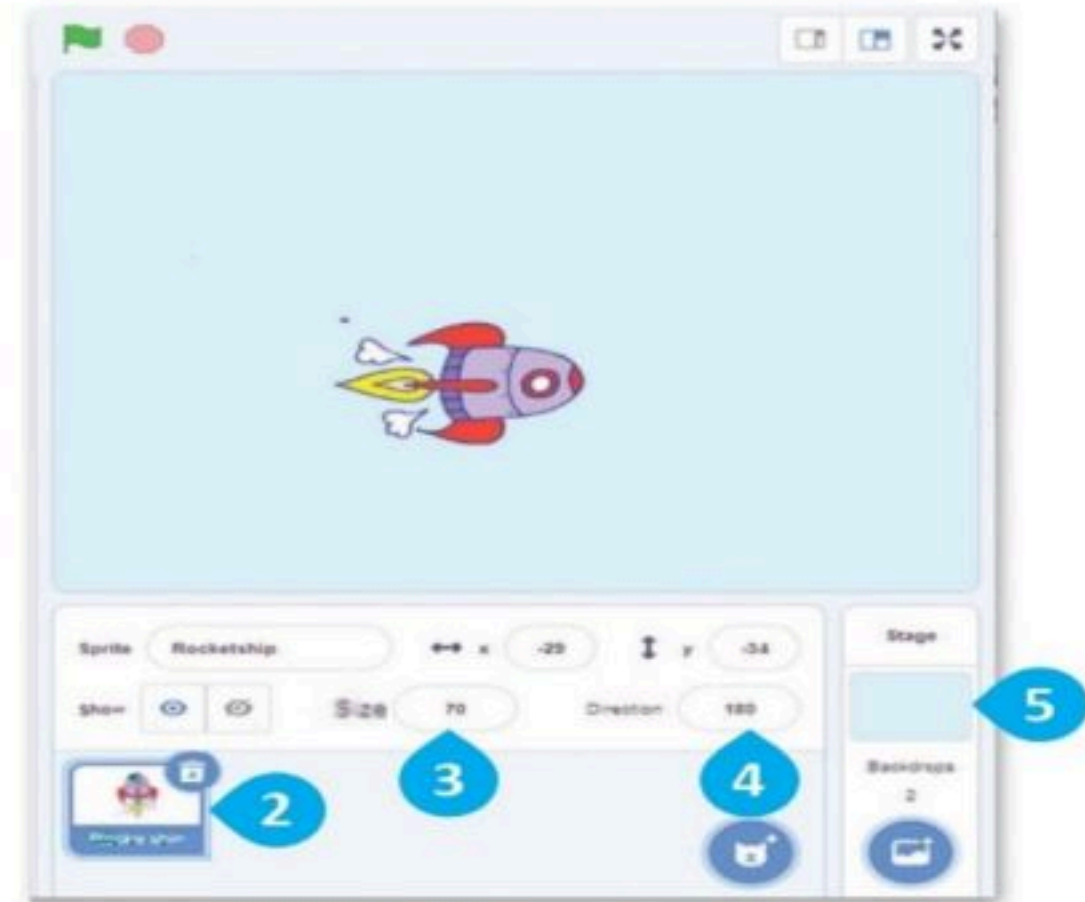 Sprite Rocketship x -29 y -34
Show Size 70 Direction 180
Stage
5
3
4
2
Backdrops
2